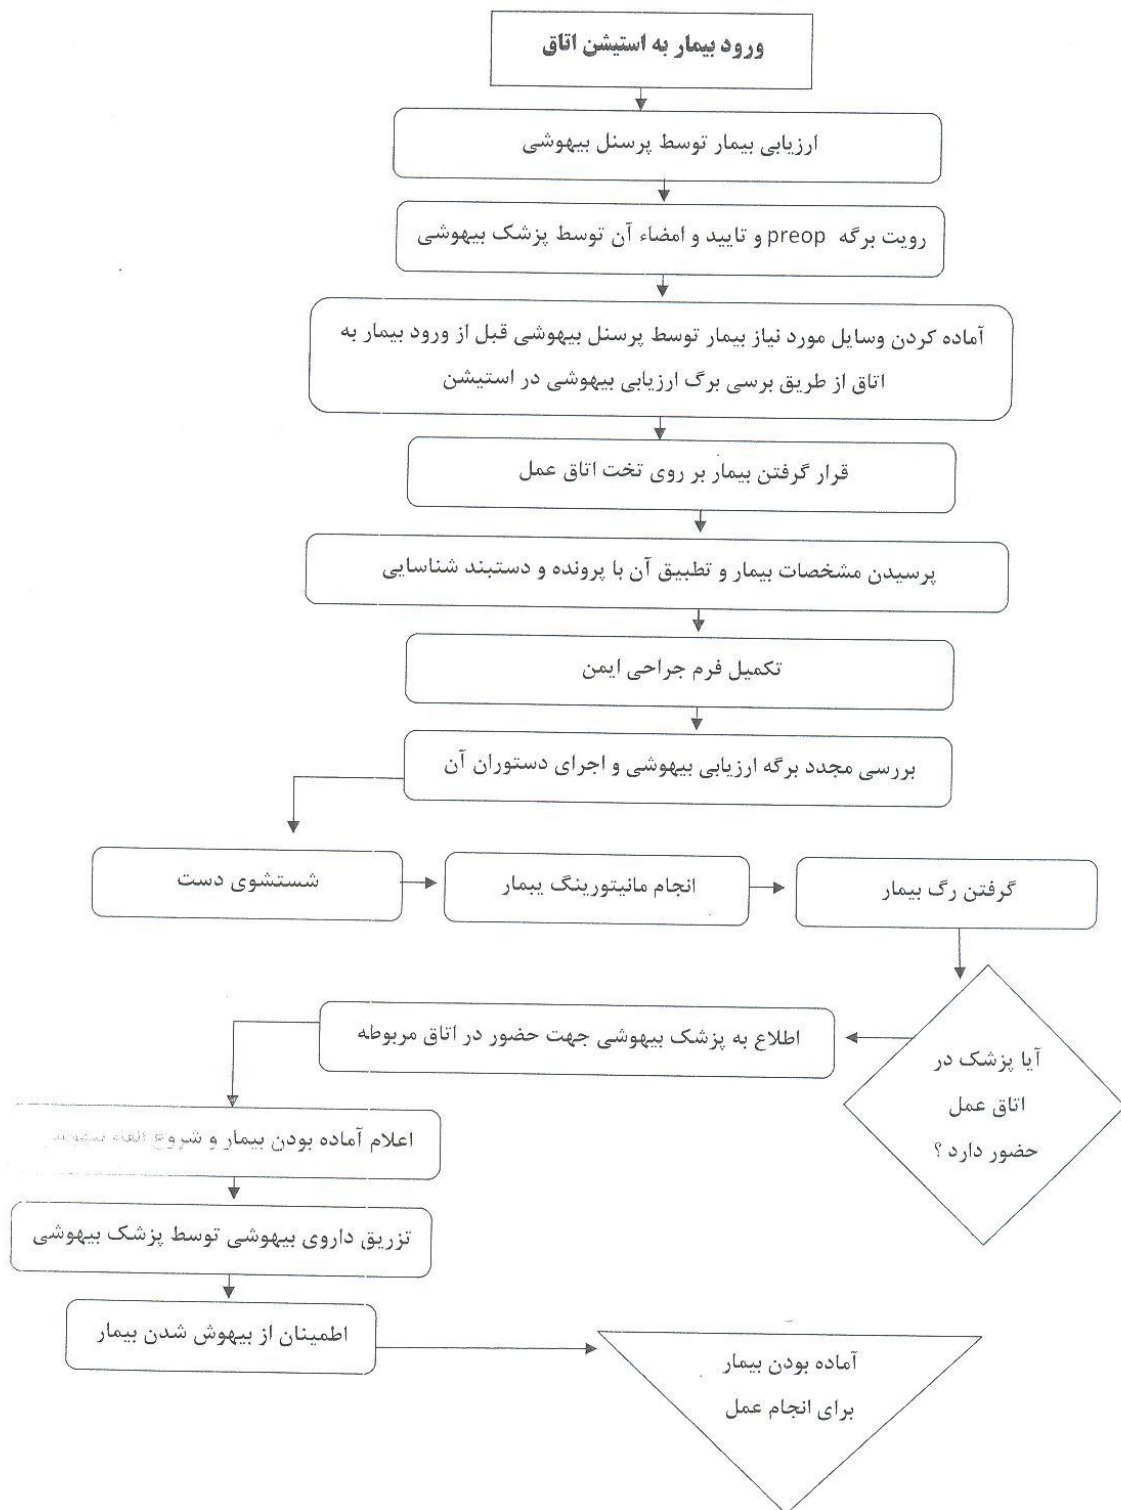 ورود بیمار به استیشن اتاق
ارزیابی بیمار توسط پرسنل بیهوشی
رویت برگه preop و تایید و امضاء آن توسط پزشک بیهوشی
آماده کردن وسایل مورد نیاز بیمار توسط پرسنل بیهوشی قبل از ورود بیمار به
اتاق از طریق برسی برگ ارزیابی بیهوشی در استیشن
قرار گرفتن بیمار بر روی تخت اتاق عمل
پرسیدن مشخصات بیمار و تطبیق آن با پرونده و دستبند شناسایی
تکمیل فرم جراحی ایمن
بررسی مجدد برگه ارزیابی بیهوشی و اجرای دستوران آن
شستشوی دست
انجام مانیتورینگ بیمار
گرفتن رگ بیمار
آیا پزشک در
اتاق عمل
حضور دارد ؟
اطلاع به پزشک بیهوشی جهت حضور در اتاق مربوطه
اعلام آماده بودن بیمار و شروع
تزریق داروی بیهوشی توسط پزشک بیهوشی
اطمینان از بیهوش شدن بیمار
آماده بودن بیمار
برای انجام عمل